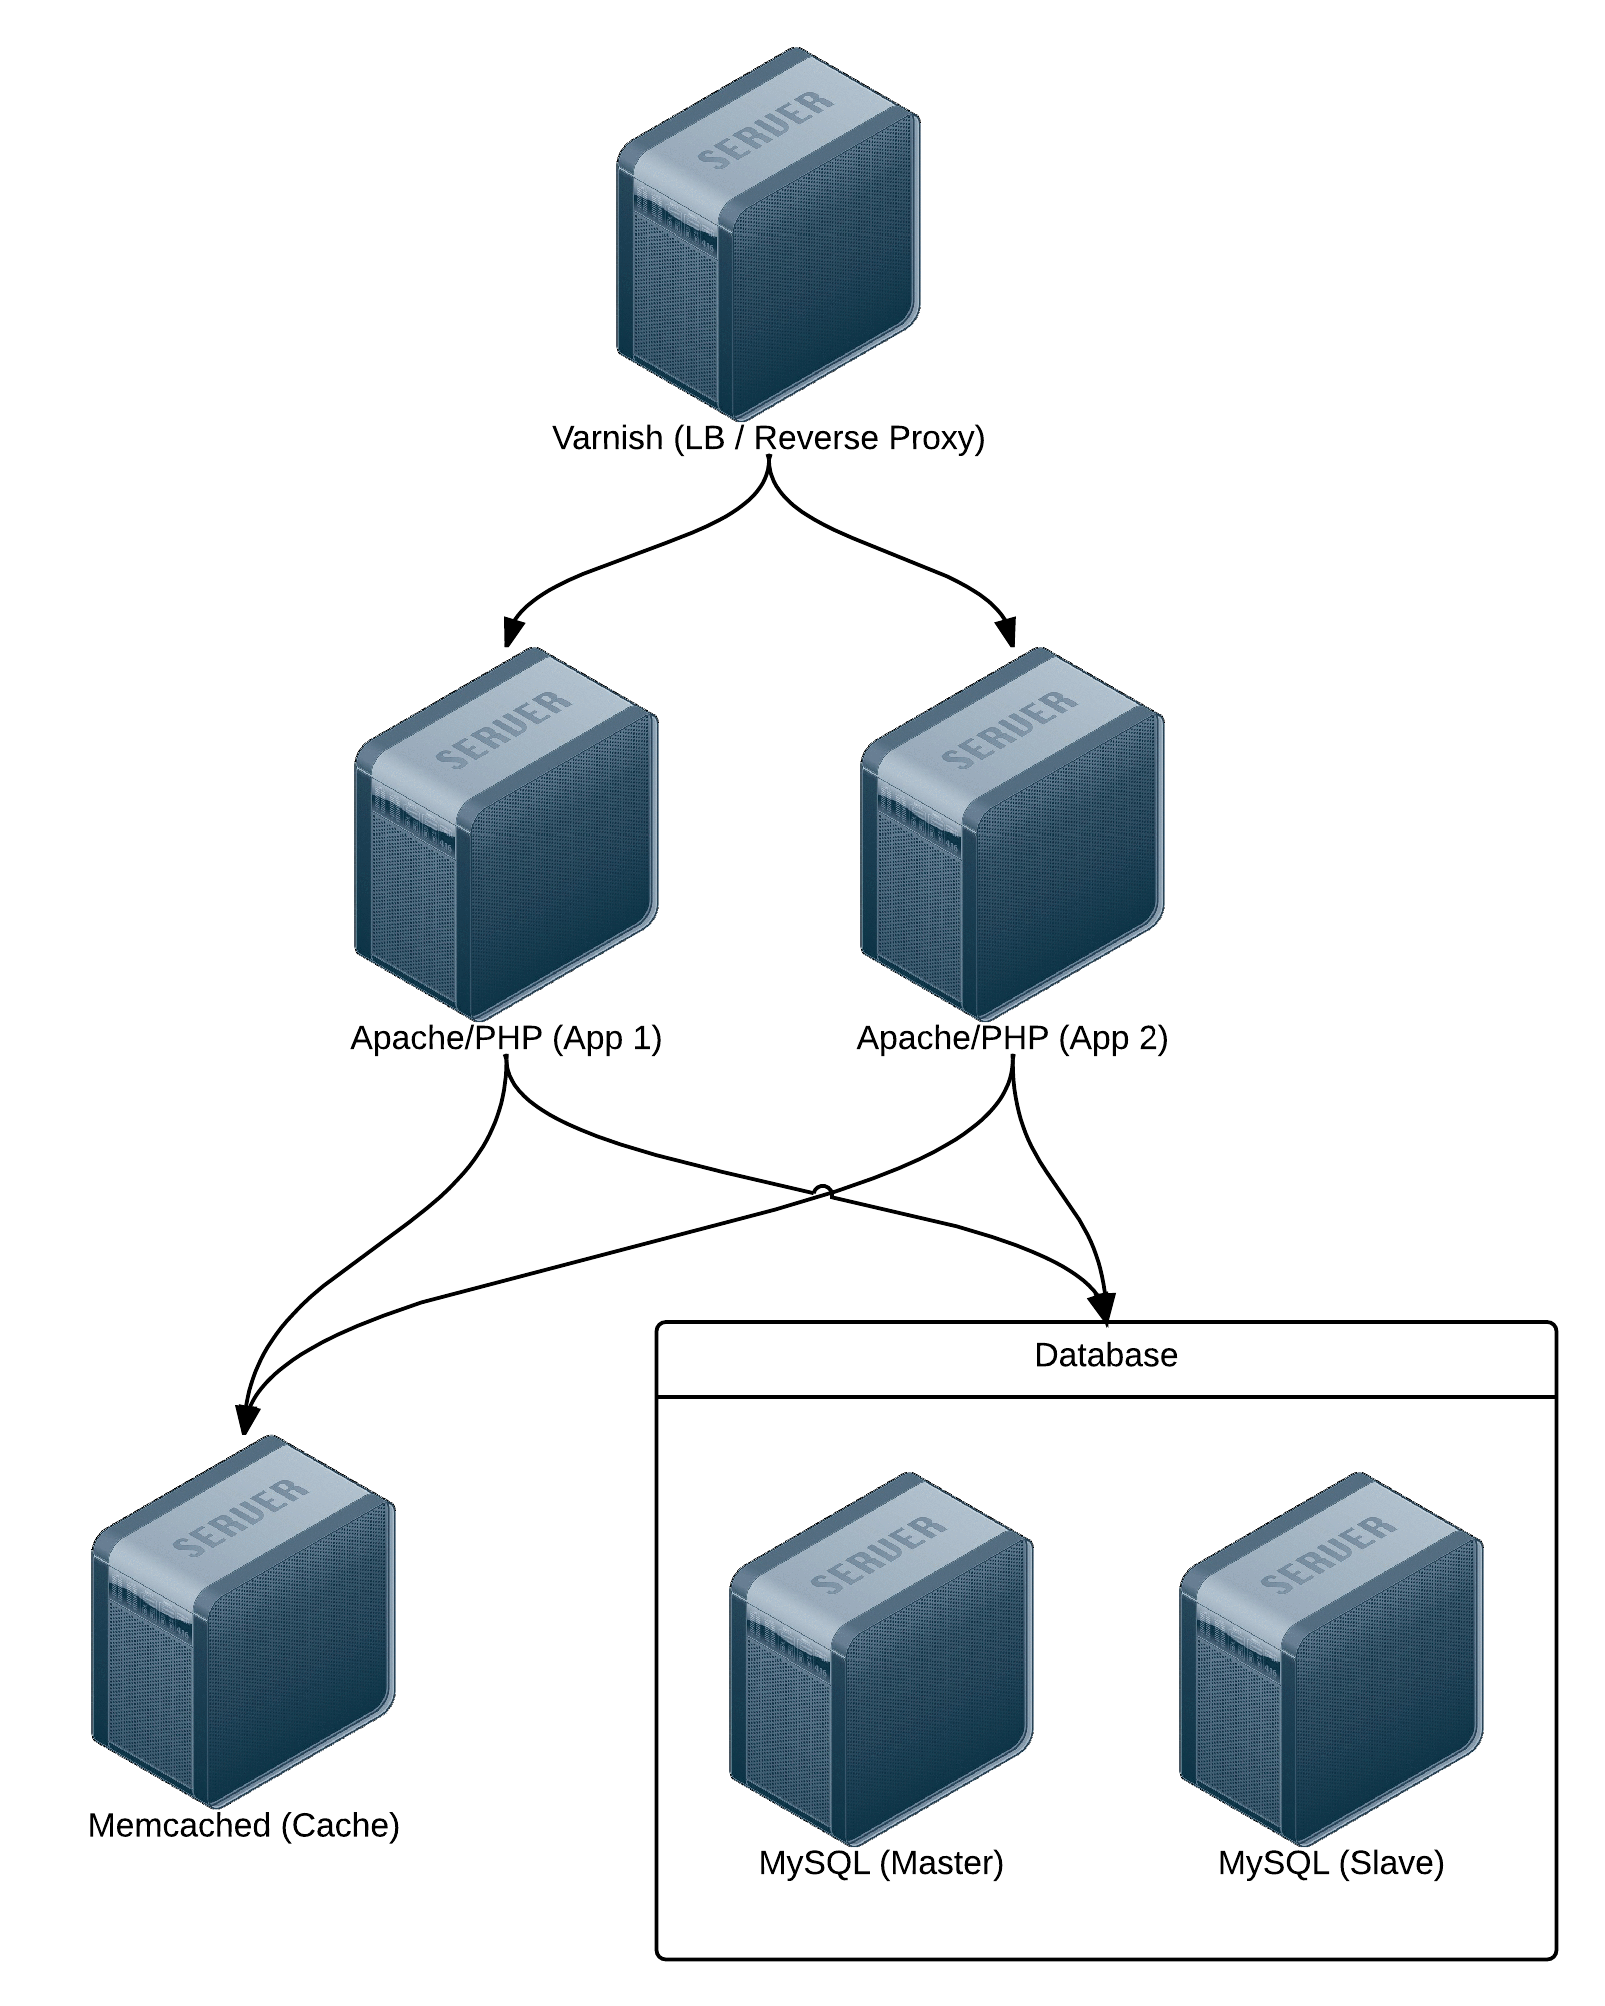 SERVER
Varnish (LB / Reverse Proxy)
SERVER
SERVER
Apache/PHP (App 1)
Apache/PHP (App 2)
Database
SERVER
SERVER
SERVER
Memcached (Cache)
MySQL (Master)
MySQL (Slave)